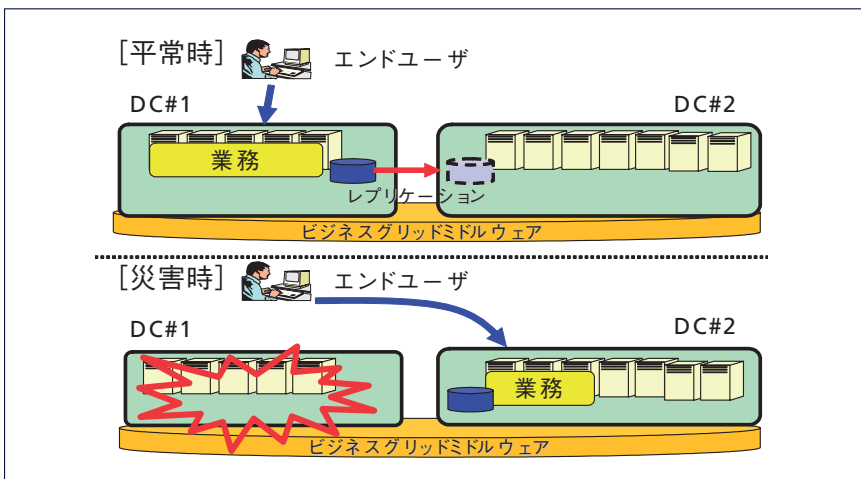 ［平常時］ エンドユーザ
DC#1 DC#2
業務
レプリケーション
ビジネスグリッドミドルウェア
［災害時］ エンドユーザ
DC#1 DC#2
業務
ビジネスグリッドミドルウェア